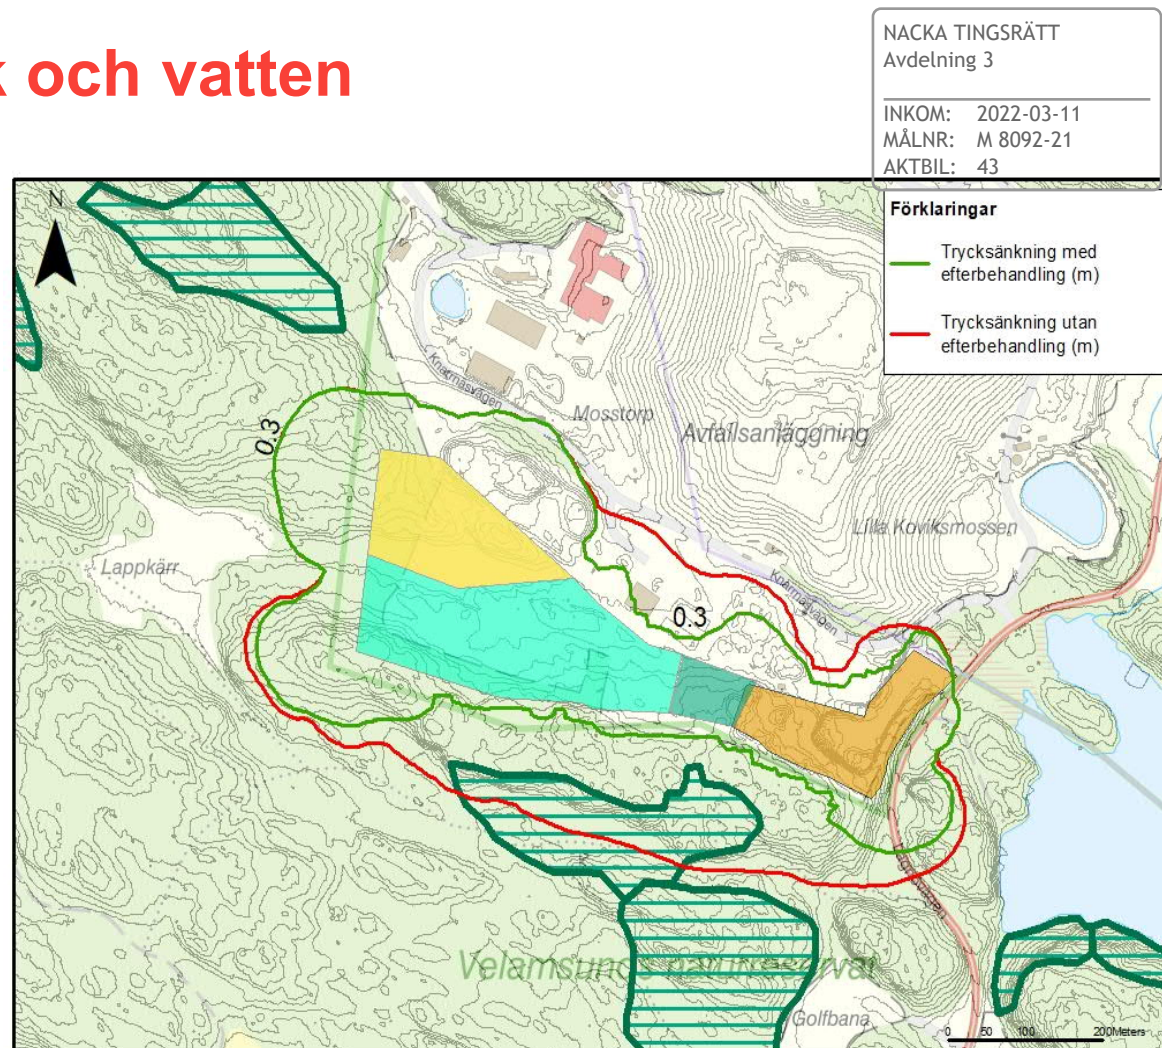 NACKA TINGSRÄTT
Avdelning 3
INKOM: 2022-03-11
MÅLNR: M 8092-21
AKTBIL: 43
k och vatten
Förklaringar
Trycksänkning med
efterbehandling (m)
Trycksänkning utan
efterbehandling (m)
N
Knarrnäsvägen
Mosstorp
Avfallsanläggning
0.3
Lilla Koviksmossen
Lappkärr
Knarrnäsvägen
0.3
Velamsunds naturreservat
Golfbana
0 50 100 200Meters